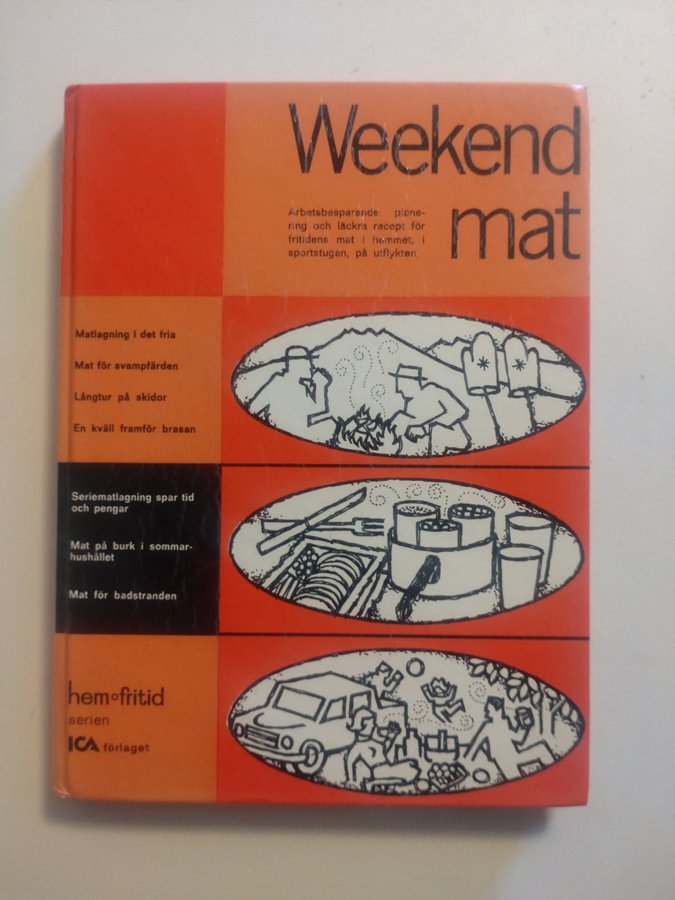 Weekend
mat
Arbetsbesparande plane-
ring och läckra recept för
fritidens mat i hemmet, i
sportstugan, på utflykten.
Matlagning i det fria
Mat för svampfärden
Långtur på skidor
En kväll framför brasan
Seriematlagning spar tid
och pengar
Mat på burk i sommar-
hushållet
Mat för badstranden
hemofritid
serien
ICA förlaget